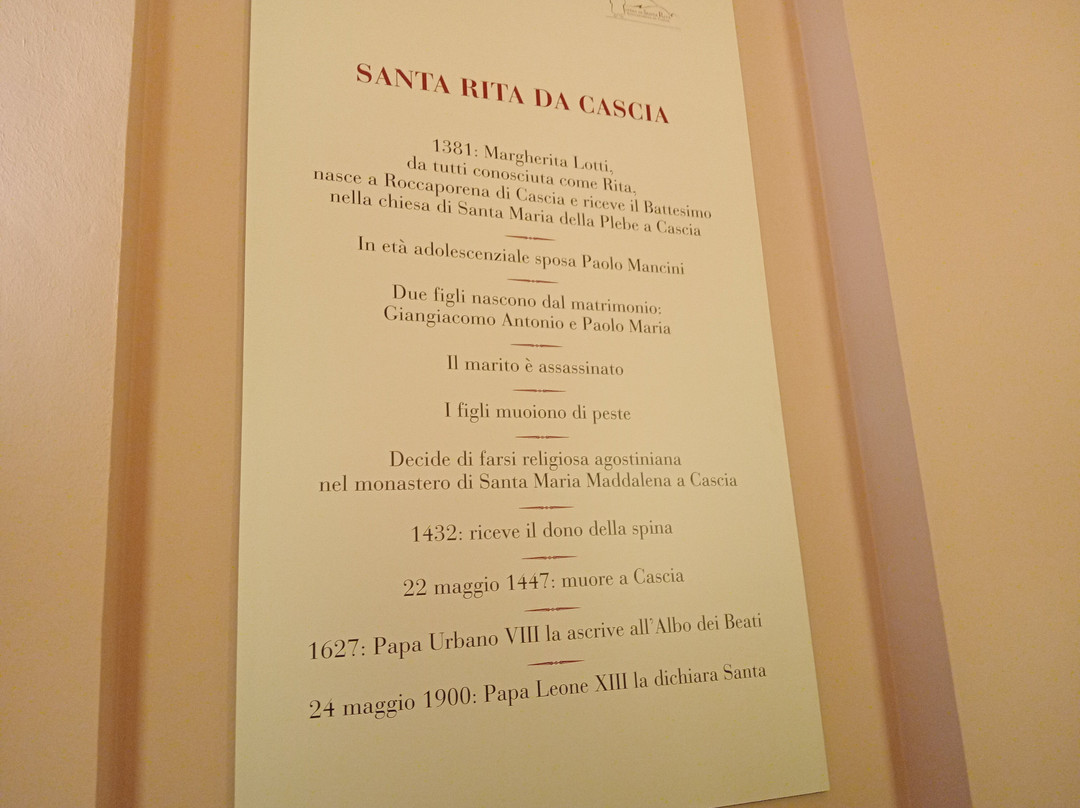 SANTA RITA DA CASCIA
1381: Margherita Lotti,
da tutti conosciuta come Rita,
nasce a Roccaporena di Cascia e riceve il Battesimo
nella chiesa di Santa Maria della Plebe a Cascia
In età adolescenziale sposa Paolo Mancini
Due figli nascono dal matrimonio:
Giangiacomo Antonio e Paolo Maria
Il marito è assassinato
I figli muoiono di peste
Decide di farsi religiosa agostiniana
nel monastero di Santa Maria Maddalena a Cascia
1432: riceve il dono della spina
22 maggio 1447: muore a Cascia
1627: Papa Urbano VIII la ascrive all'Albo dei Beati
24 maggio 1900: Papa Leone XIII la dichiara Santa